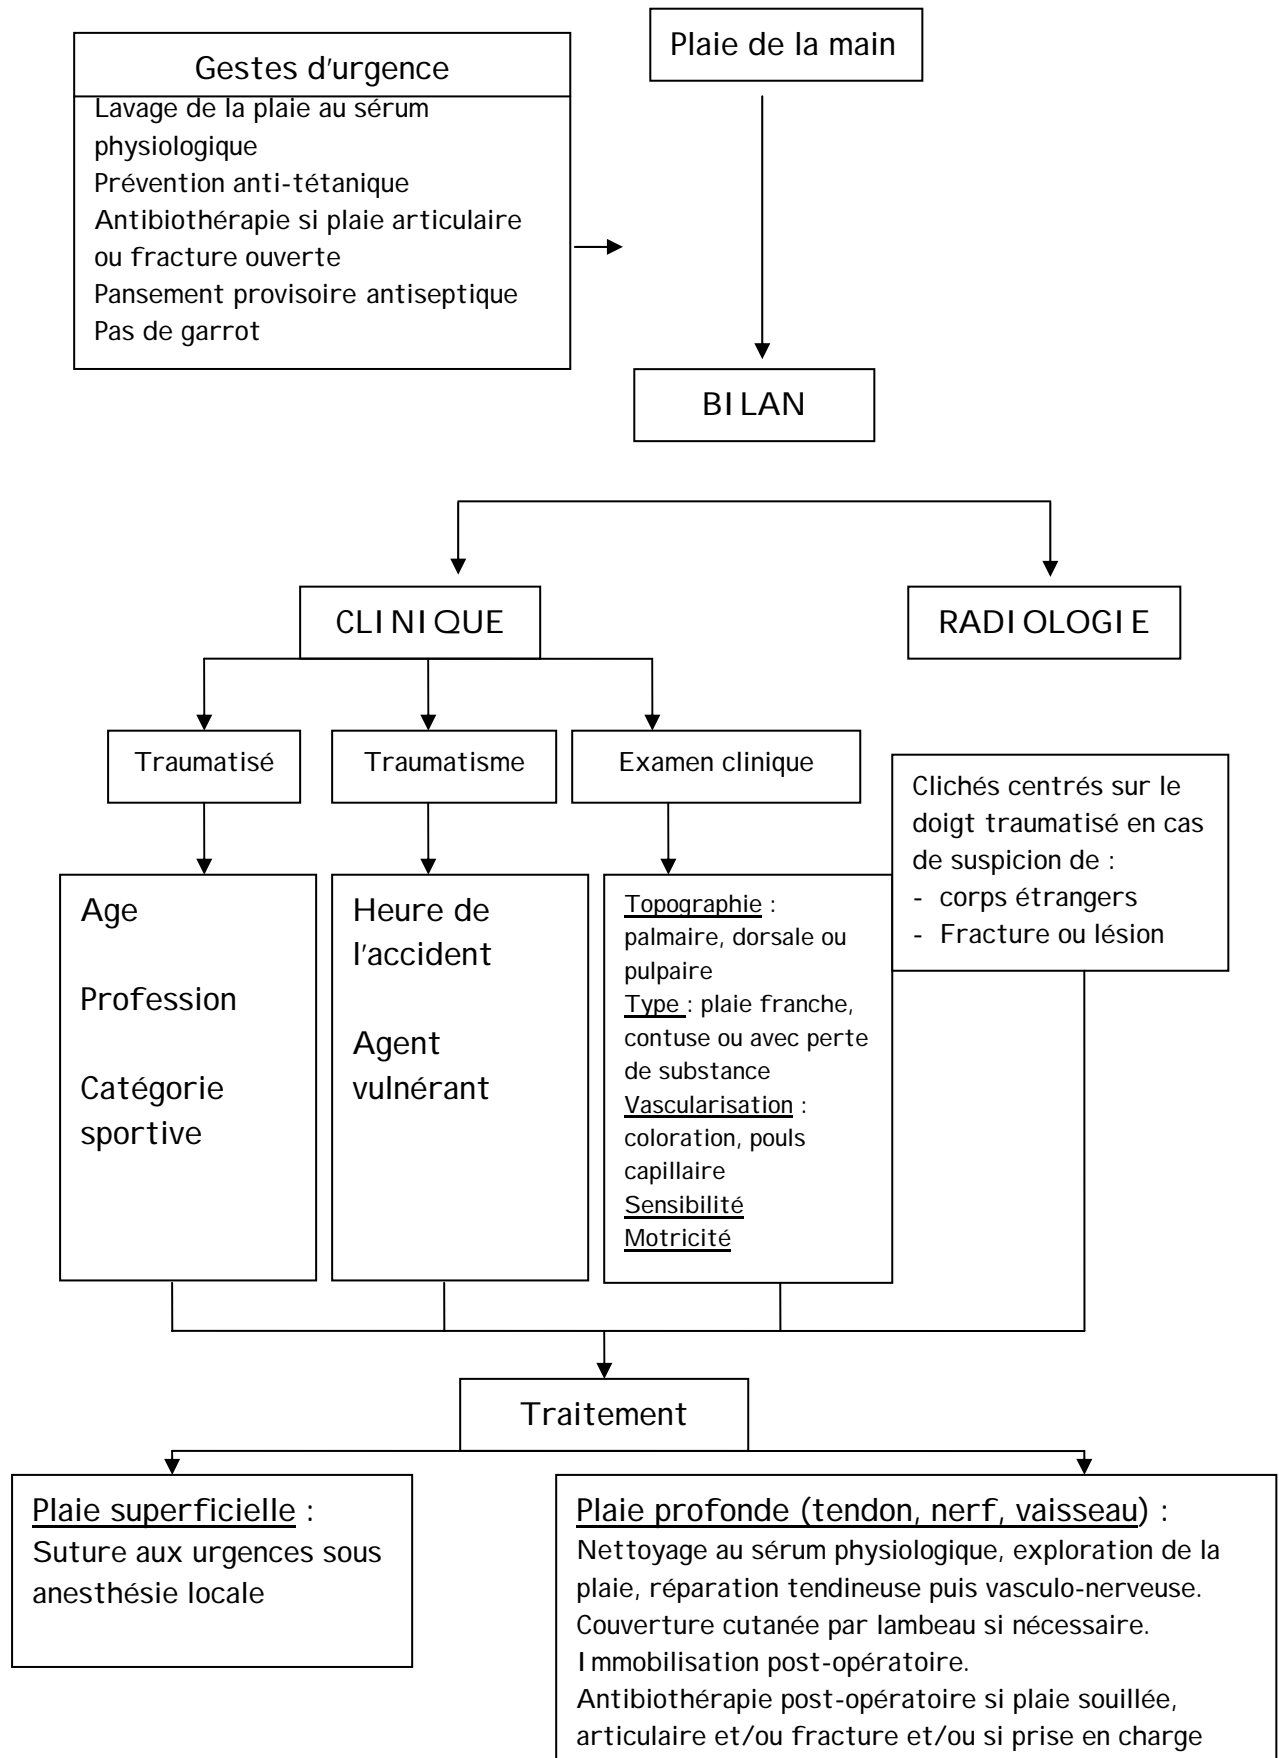 Plaie de la main
Gestes d'urgence
Lavage de la plaie au sérum
physiologique
Prévention anti-tétanique
Antibiothérapie si plaie articulaire
ou fracture ouverte
Pansement provisoire antiseptique
Pas de garrot
BILAN
CLINIQUE
RADIOLOGIE
Traumatisé
Traumatisme
Examen clinique
Age
Profession
Catégorie
sportive
Heure de
l'accident
Agent
vulnérant
Topographie :
palmaire, dorsale ou
pulpaire
Type : plaie franche,
contuse ou avec perte
de substance
Vascularisation :
coloration, pouls
capillaire
Sensibilité
Motricité
Clichés centrés sur le
doigt traumatisé en cas
de suspicion de :
- corps étrangers
- Fracture ou lésion
Traitement
Plaie superficielle :
Suture aux urgences sous
anesthésie locale
Plaie profonde (tendon, nerf, vaisseau) :
Nettoyage au sérum physiologique, exploration de la
plaie, réparation tendineuse puis vasculo-nerveuse.
Couverture cutanée par lambeau si nécessaire.
Immobilisation post-opératoire.
Antibiothérapie post-opératoire si plaie souillée,
articulaire et/ou fracture et/ou si prise en charge